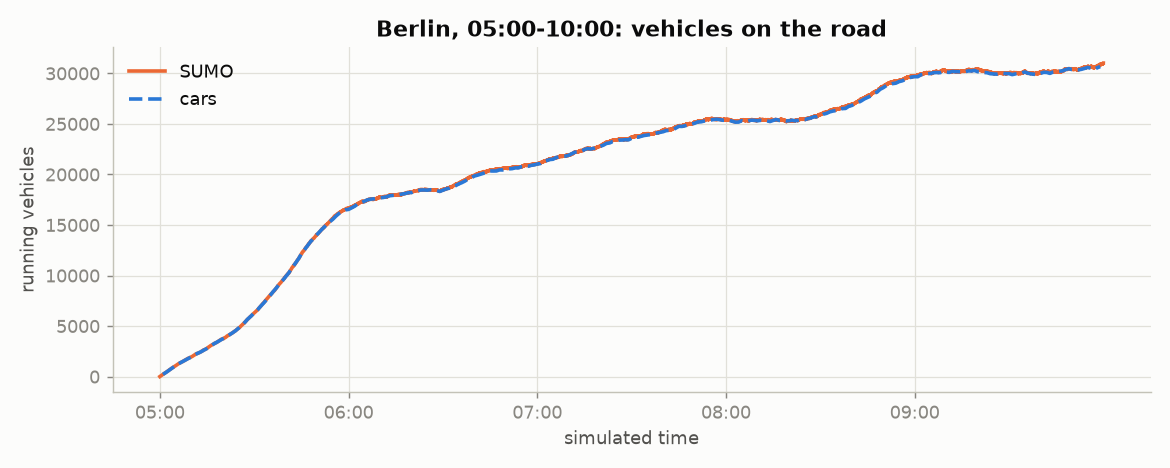 Berlin, 05:00-10:00: vehicles on the road
SUMO
cars
running vehicles
30000
25000
20000
15000
10000
5000
0
05:00
06:00
07:00
08:00
09:00
simulated time